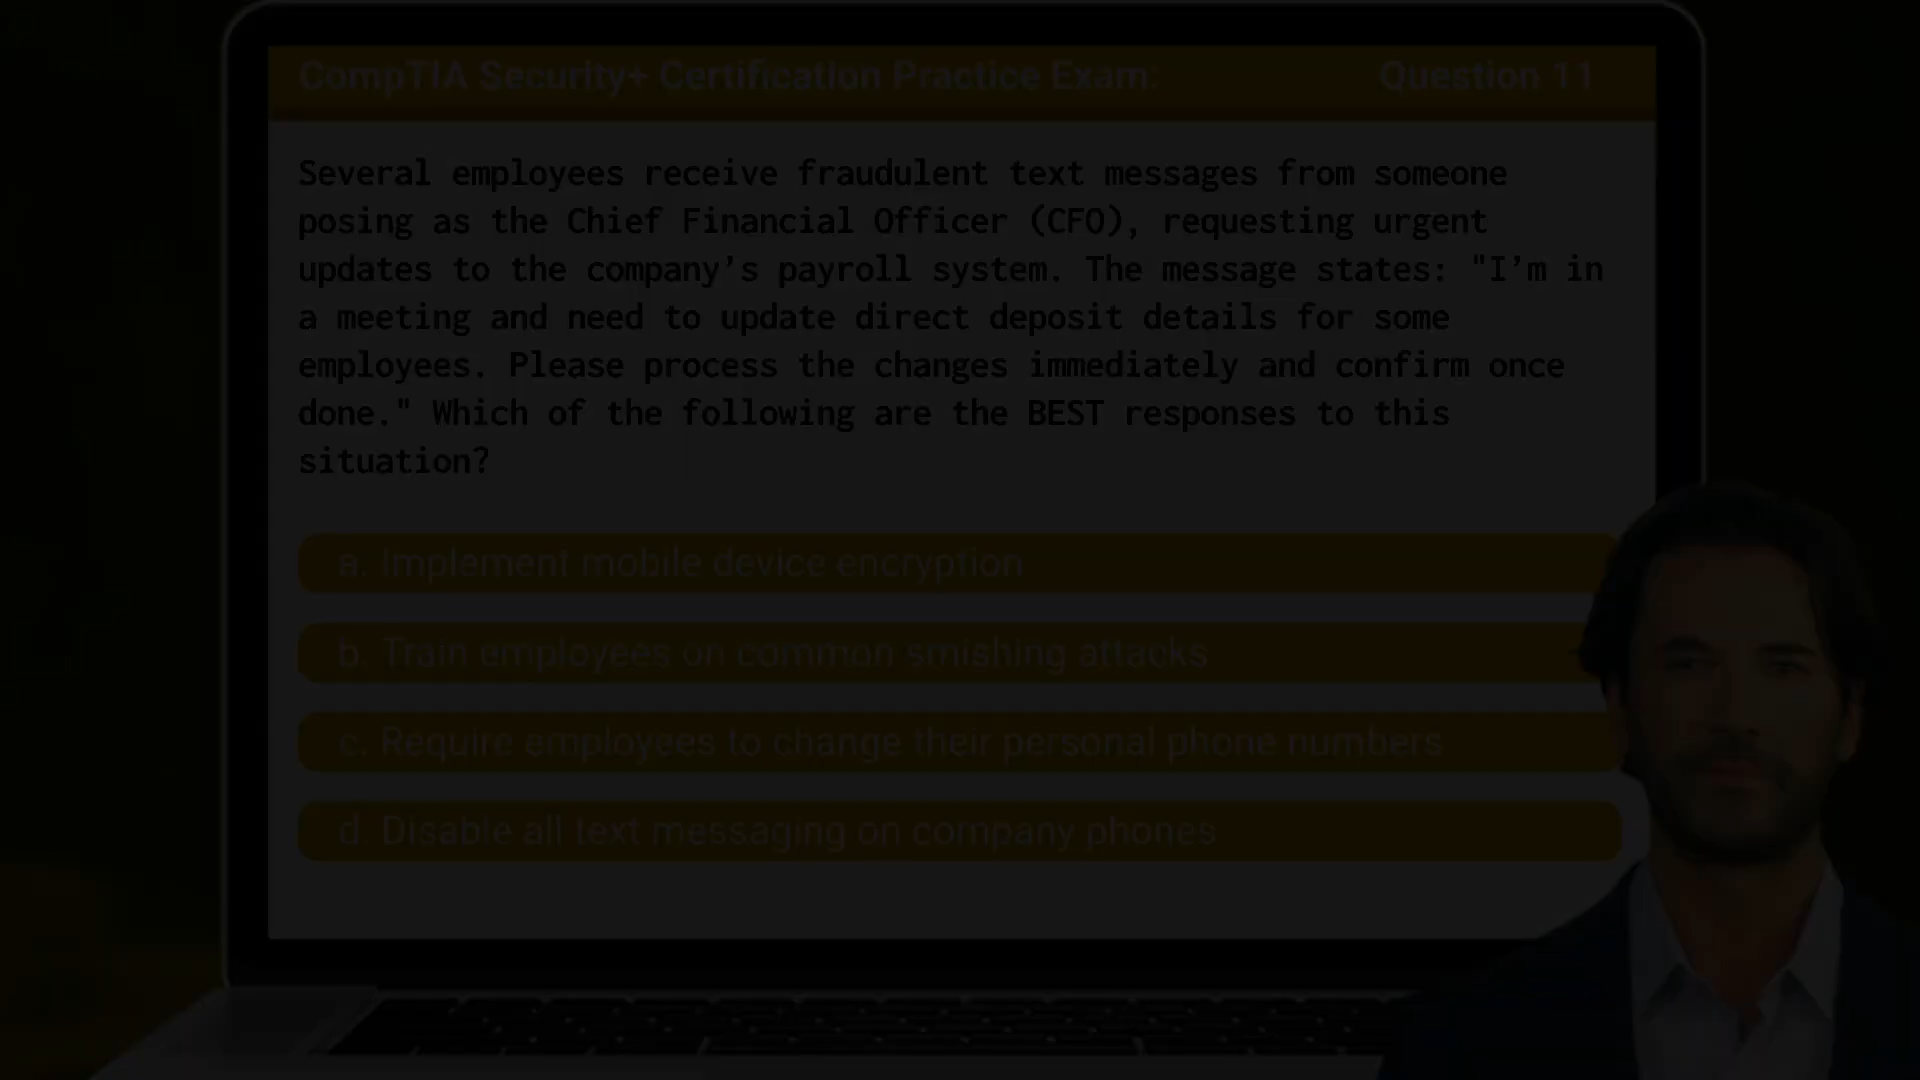 CompTIA Security+ Certification Practice Exam:
Question 11
Several employees receive fraudulent text messages from someone
posing as the Chief Financial Officer (CFO), requesting urgent
updates to the company’s payroll system. The message states: "I’m in
a meeting and need to update direct deposit details for some
employees. Please process the changes immediately and confirm once
done." Which of the following are the BEST responses to this
situation?
a. Implement mobile device encryption
b. Train employees on common smishing attacks
c. Require employees to change their personal phone numbers
d. Disable all text messaging on company phones